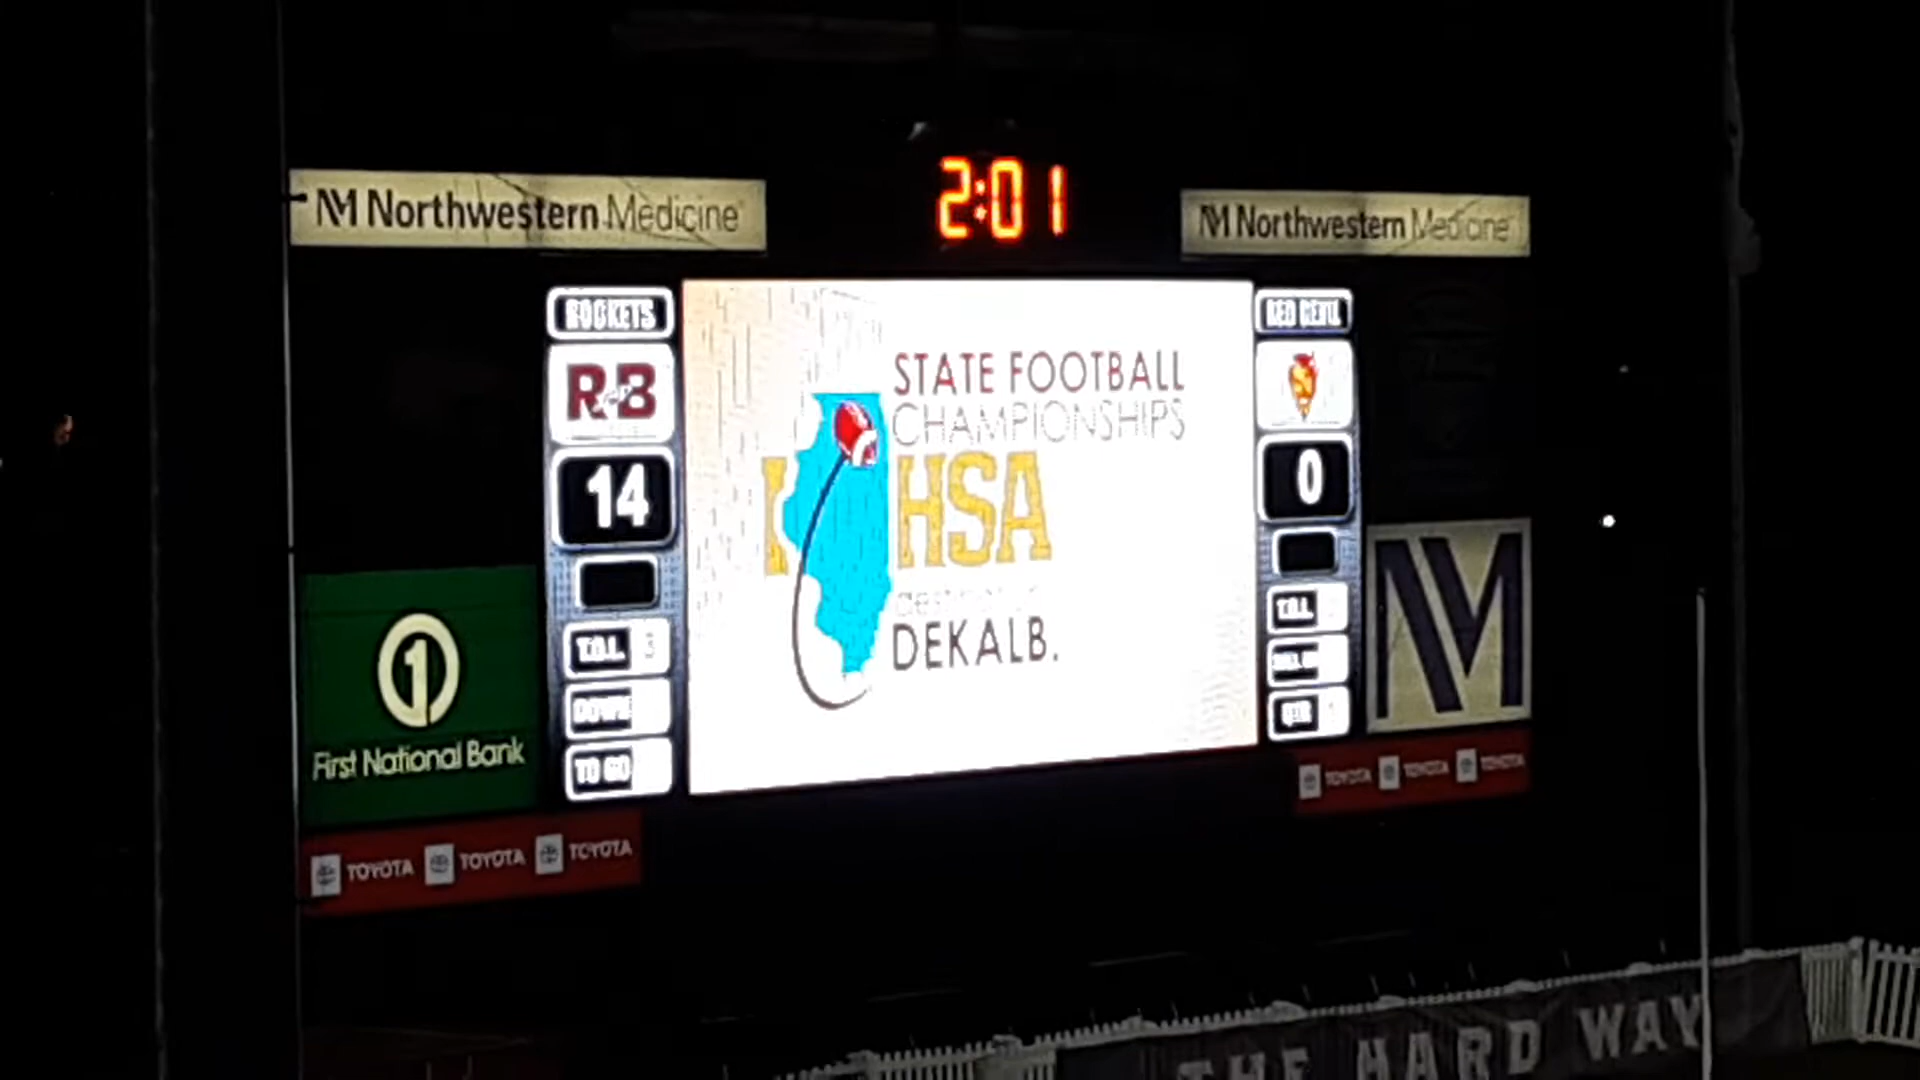 2:01
Northwestern Medicine
Northwestern Medicine
ROCKETS
RED DEVIL
R-B
STATE FOOTBALL
CHAMPIONSHIPS
14
0
IHSA
DEKALB.
T.O.L.
T.O.L.
DOWN
QTR
TO GO
1
First National Bank
TOYOTA TOYOTA TOYOTA
TOYOTA TOYOTA TOYOTA
THE HARD WAY